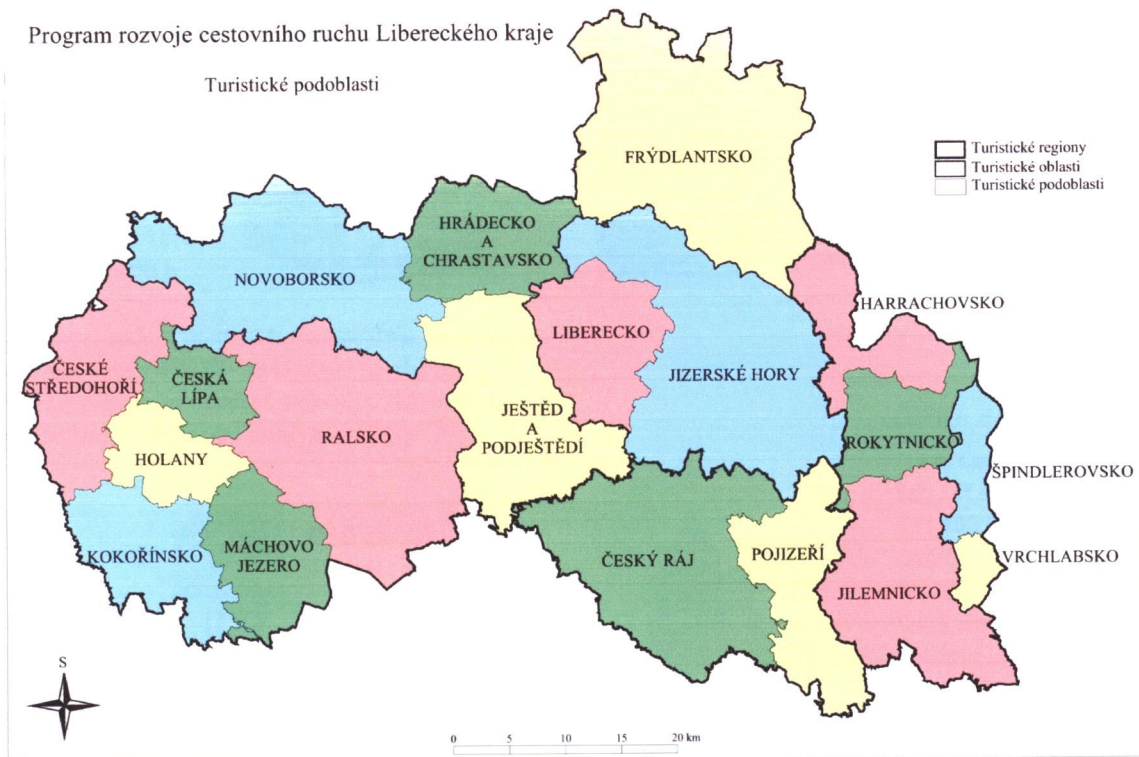 Program rozvoje cestovního ruchu Libereckého kraje
Turistické podoblasti
Turistické regiony
Turistické oblasti
Turistické podoblasti
FRÝDLANTSKO
HRÁDECKO
A
CHRASTAVSKO
NOVOBORSKO
HARRACHOVSKO
LIBERECKO
ČESKÉ
STŘEDOHOŘÍ
ČESKÁ
LÍPA
JIZERSKÉ HORY
JEŠTĚD
A
PODJEŠTĚDÍ
RALSKO
ROKYTNICKO
HOLANY
ŠPINDLEROVSKO
KOKOŘÍNSKO
MÁCHOVO
JEZERO
ČESKÝ RÁJ
POJIZEŘÍ
VRCHLABSKO
JILEMNICKO
S
0 5 10 15 20 km